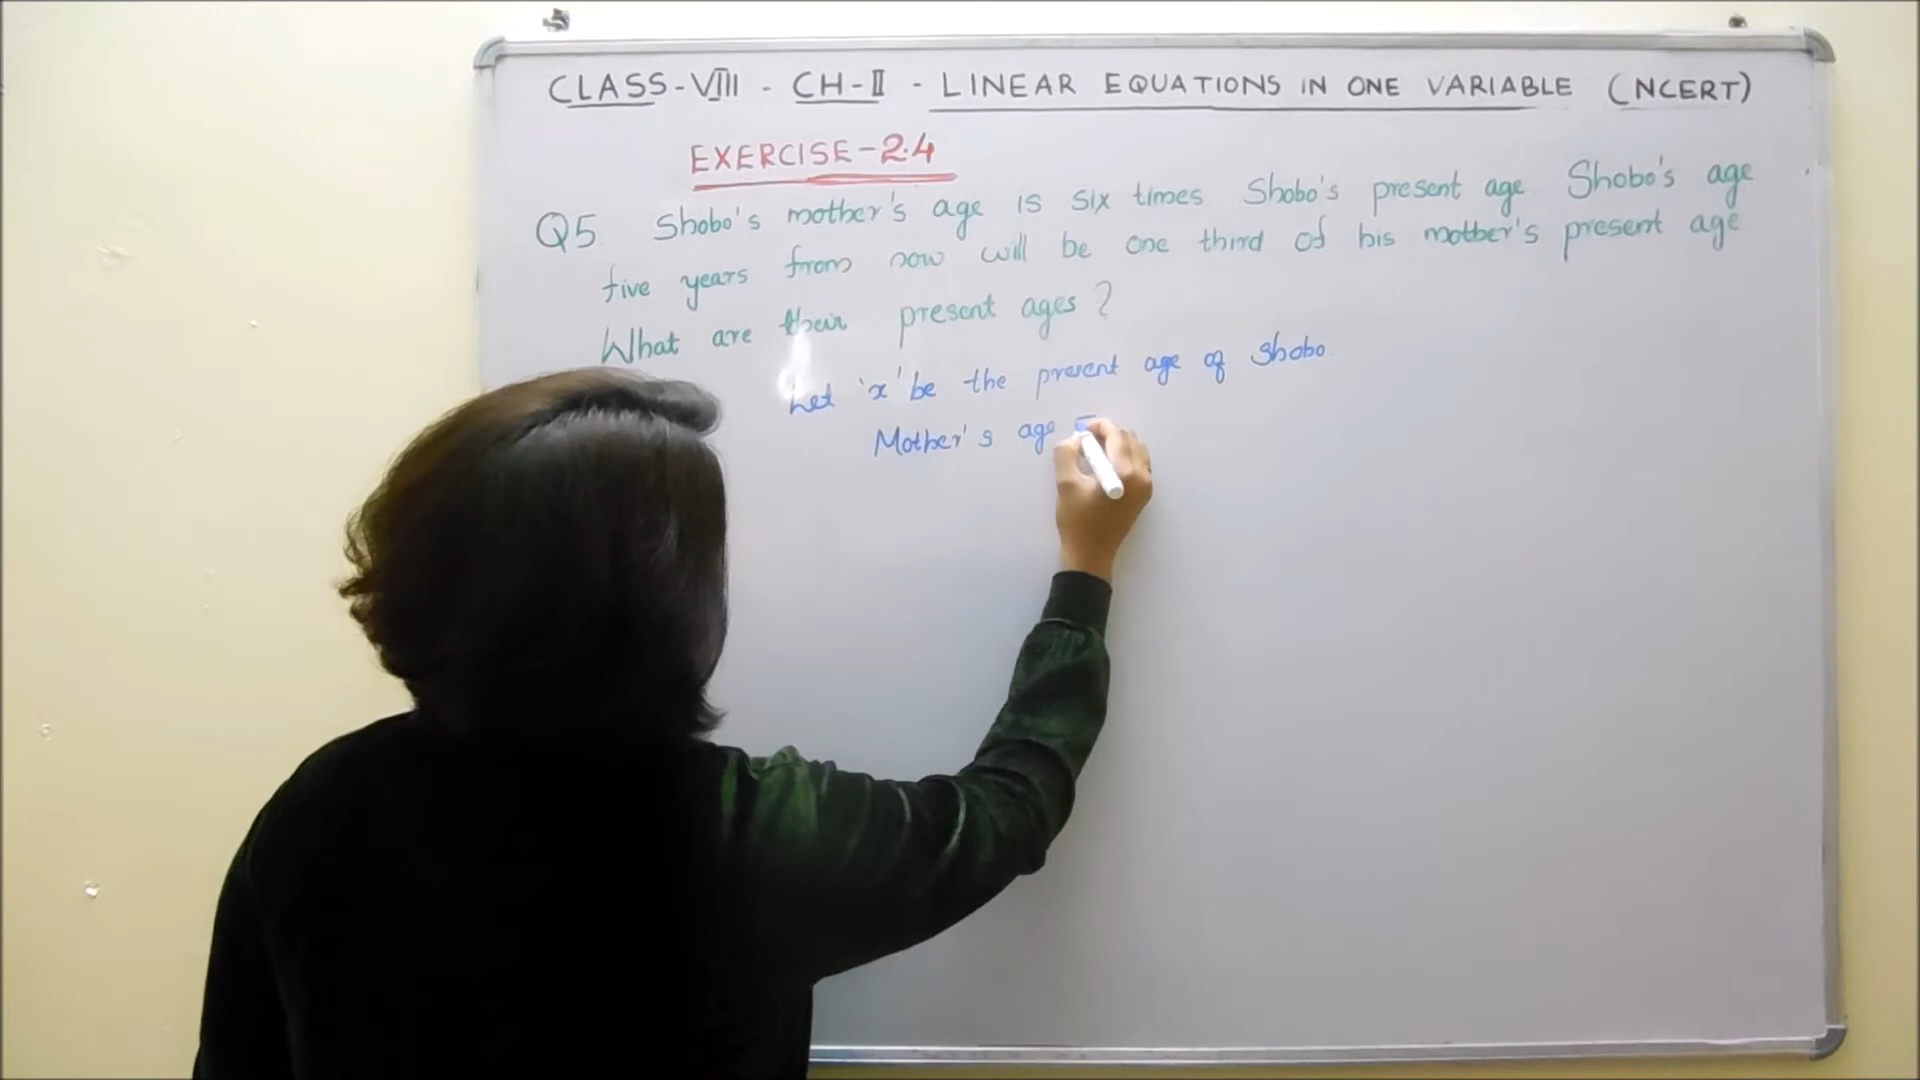 CLASS-VIII - CH-II - LINEAR EQUATIONS IN ONE VARIABLE (NCERT)
EXERCISE-2.4
Q5. Shobo's mother's age is six times Shobo's present age. Shobo's age
five years from now will be one third of his mother's present age
What are their present ages?
Let 'x' be the present age of Shobo.
Mother's age =